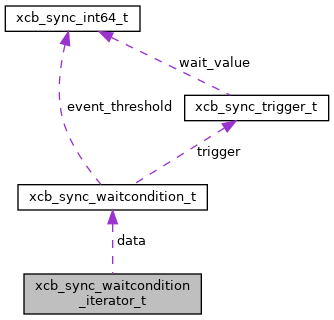 xcb_sync_int64_t
wait_value
event_threshold
xcb_sync_trigger_t
trigger
xcb_sync_waitcondition_t
data
xcb_sync_waitcondition
_iterator_t